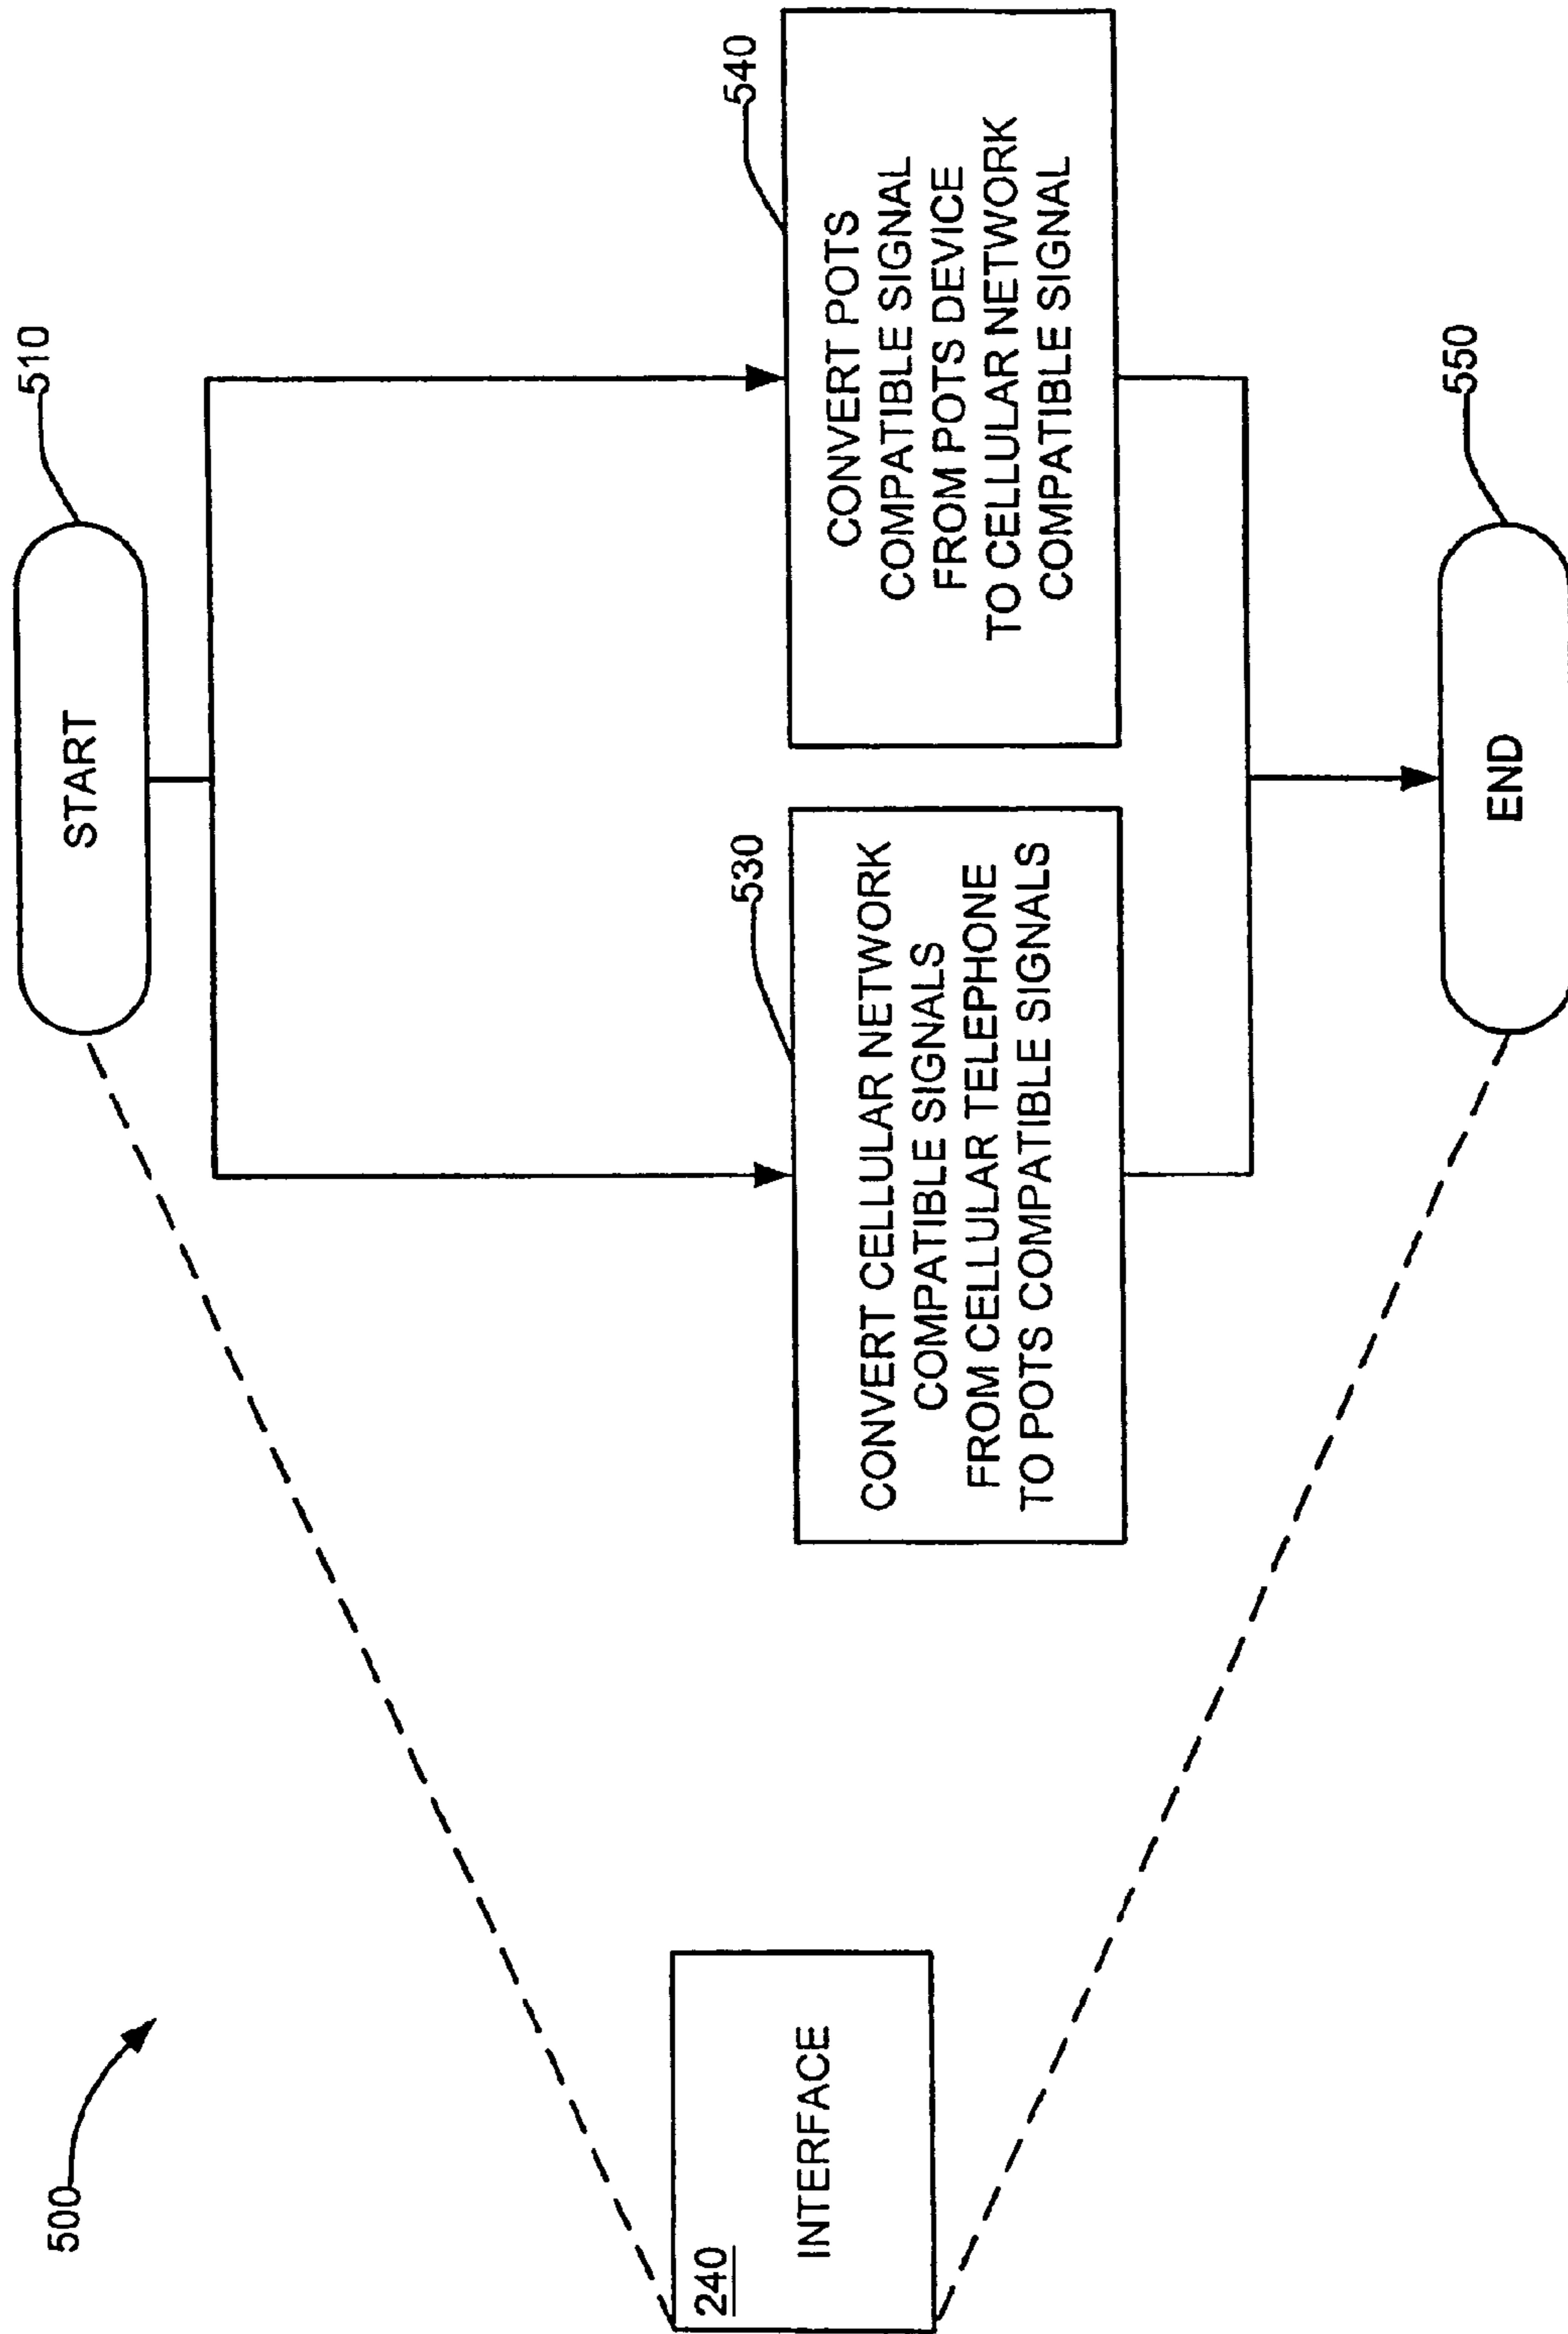 500
510
START
240
INTERFACE
530
CONVERT CELLULAR NETWORK
COMPATIBLE SIGNALS
FROM CELLULAR TELEPHONE
TO POTS COMPATIBLE SIGNALS
540
CONVERT POTS
COMPATIBLE SIGNAL
FROM POTS DEVICE
TO CELLULAR NETWORK
COMPATIBLE SIGNAL
550
END